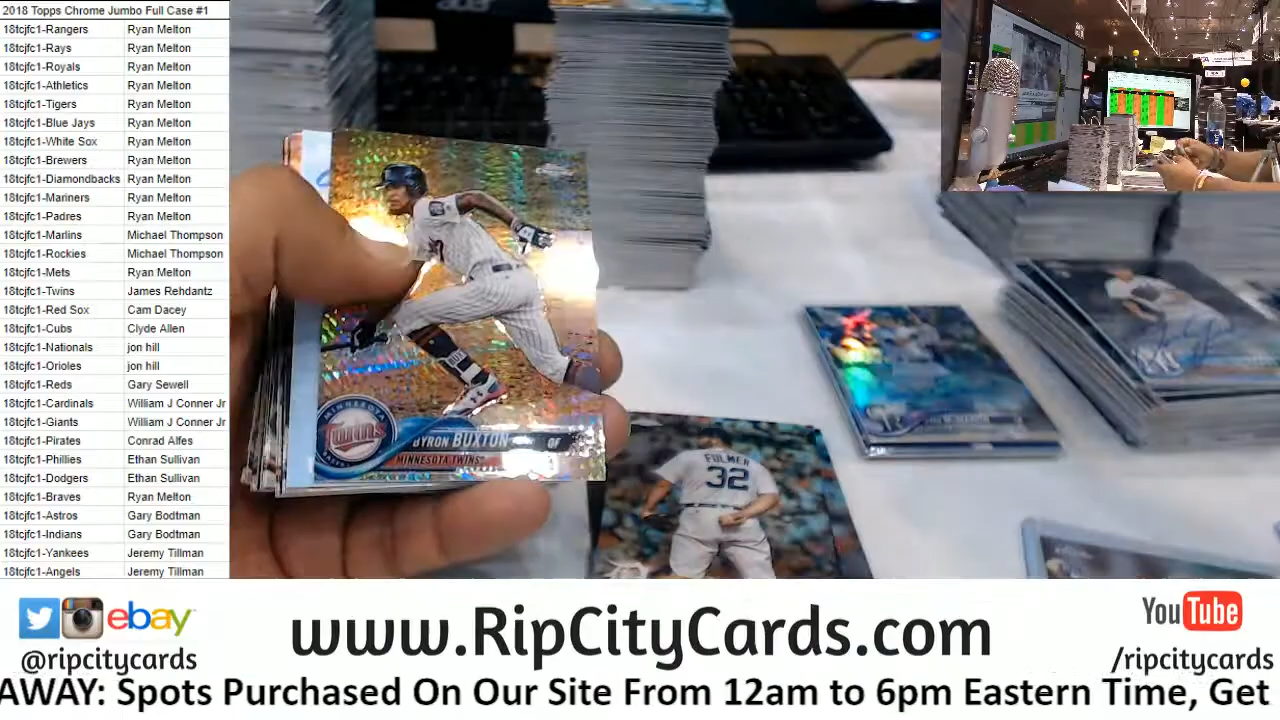 2018 Topps Chrome Jumbo Full Case #1
18tcjfc1-Rangers Ryan Melton
18tcjfc1-Rays Ryan Melton
18tcjfc1-Royals Ryan Melton
18tcjfc1-Athletics Ryan Melton
18tcjfc1-Tigers Ryan Melton
18tcjfc1-Blue Jays Ryan Melton
18tcjfc1-White Sox Ryan Melton
18tcjfc1-Brewers Ryan Melton
18tcjfc1-Diamondbacks Ryan Melton
18tcjfc1-Mariners Ryan Melton
18tcjfc1-Padres Ryan Melton
18tcjfc1-Marlins Michael Thompson
18tcjfc1-Rockies Michael Thompson
18tcjfc1-Mets Ryan Melton
18tcjfc1-Twins James Rehdantz
18tcjfc1-Red Sox Cam Dacey
18tcjfc1-Cubs Clyde Allen
18tcjfc1-Nationals jon hill
18tcjfc1-Orioles jon hill
18tcjfc1-Reds Gary Sewell
18tcjfc1-Cardinals William J Conner Jr
18tcjfc1-Giants William J Conner Jr
18tcjfc1-Pirates Conrad Alfes
18tcjfc1-Phillies Ethan Sullivan
18tcjfc1-Dodgers Ethan Sullivan
18tcjfc1-Braves Ryan Melton
18tcjfc1-Astros Gary Bodtman
18tcjfc1-Indians Gary Bodtman
18tcjfc1-Yankees Jeremy Tillman
18tcjfc1-Angels Jeremy Tillman
MINNESOTA
Twins
BYRON BUXTON OF
MINNESOTA TWINS
FULMER
32
ebay
@ripcitycards
www.RipCityCards.com
YouTube
/ripcitycards
AWAY: Spots Purchased On Our Site From 12am to 6pm Eastern Time, Get